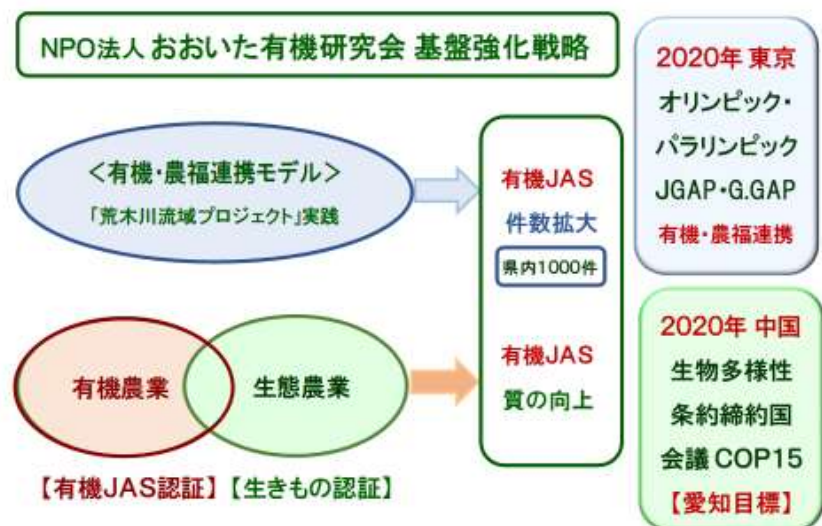 NPO法人 おおいた有機研究会 基盤強化戦略
＜有機・農福連携モデル＞
「荒木川流域プロジェクト」実践
有機農業
生態農業
【有機JAS認証】【生きもの認証】
有機JAS
件数拡大
県内1000件
有機JAS
質の向上
2020年 東京
オリンピック・
パラリンピック
JGAP・G.GAP
有機・農福連携
2020年 中国
生物多様性
条約締約国
会議 COP15
【愛知目標】